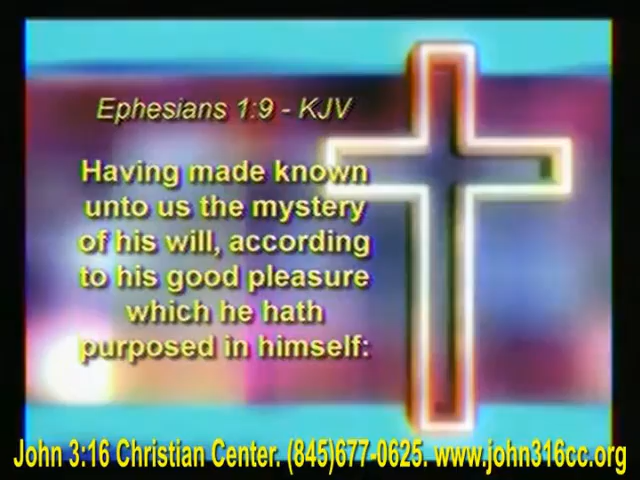 Ephesians 1:9 - KJV
Having made known
unto us the mystery
of his will, according
to his good pleasure
which he hath
purposed in himself:
John 3:16 Christian Center. (845)677-0625. www.john316cc.org